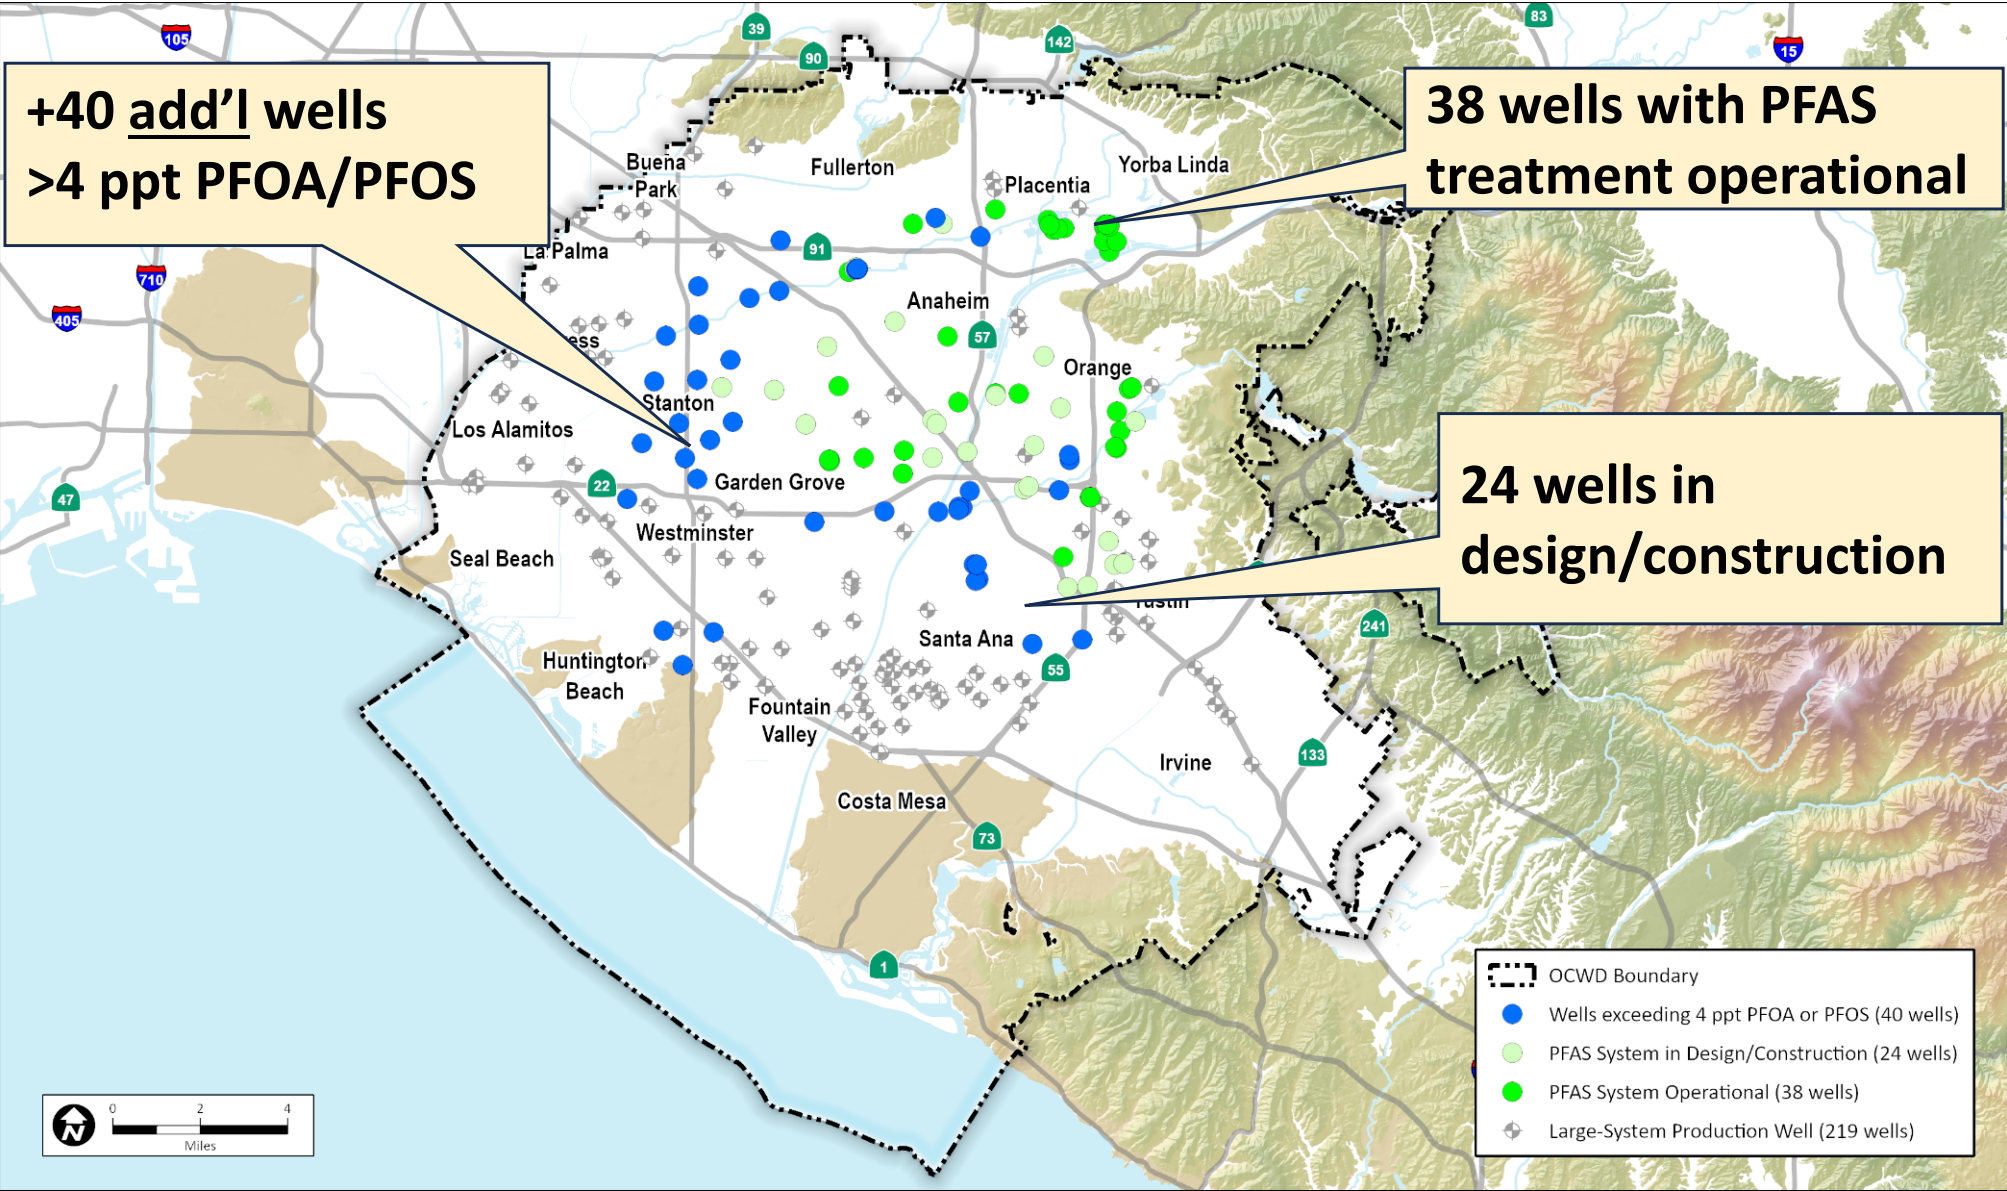 105
39
90
142
83
15
+40 add'l wells
>4 ppt PFOA/PFOS
38 wells with PFAS
treatment operational
Buena
Park
Fullerton
Placentia
Yorba Linda
La Palma
91
710
405
Anaheim
57
ess
Orange
Stanton
Los Alamitos
47
22
Garden Grove
Westminster
24 wells in
design/construction
Seal Beach
Tustin
Santa Ana
241
Huntington
Beach
55
Fountain
Valley
133
Irvine
Costa Mesa
73
1
OCWD Boundary
Wells exceeding 4 ppt PFOA or PFOS (40 wells)
PFAS System in Design/Construction (24 wells)
PFAS System Operational (38 wells)
Large-System Production Well (219 wells)
N
0 2 4
Miles